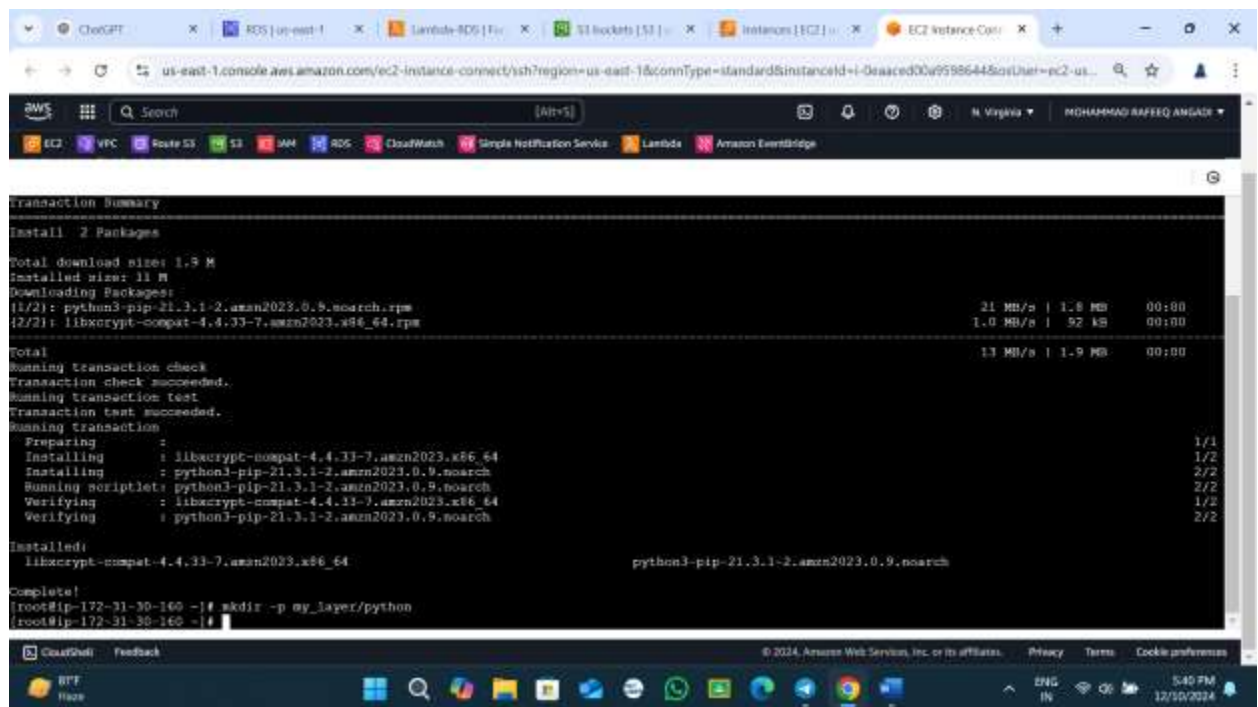 ChatGPT
RDS | us-east-1
Lambda-RDS | Fu
S3 buckets | S3 | u
Instances | EC2 | u
EC2 Instance Con
us-east-1.console.aws.amazon.com/ec2-instance-connect/ssh?region=us-east-1&connType=standard&instanceId=
aws
Search
[Alt+S]
N. Virginia
MOHAMMAD RAFEEQ ANGADI
EC2 VPC Route 53 S3 IAM RDS CloudWatch Simple Notification Service Lambda Amazon EventBridge
Transaction Summary
Install 2 Packages
Total download size: 1.9 M
Installed size: 11 M
Downloading Packages:
(1/2): python3-pip-21.3.1-2.amzn2023.0.9.noarch.rpm 21 MB/s | 1.8 MB 00:00
(2/2): libxcrypt-compat-4.4.33-7.amzn2023.x86_64.rpm 1.0 MB/s | 92 kB 00:00
Total 13 MB/s | 1.9 MB 00:00
Running transaction check
Transaction check succeeded.
Running transaction test
Transaction test succeeded.
Running transaction
Preparing : 1/1
Installing : libxcrypt-compat-4.4.33-7.amzn2023.x86_64 1/2
Installing : python3-pip-21.3.1-2.amzn2023.0.9.noarch 2/2
Running scriptlet: python3-pip-21.3.1-2.amzn2023.0.9.noarch 2/2
Verifying : libxcrypt-compat-4.4.33-7.amzn2023.x86_64 1/2
Verifying : python3-pip-21.3.1-2.amzn2023.0.9.noarch 2/2
Installed:
libxcrypt-compat-4.4.33-7.amzn2023.x86_64 python3-pip-21.3.1-2.amzn2023.0.9.noarch
Complete!
[root@ip-172-31-30-160 ~]# mkdir -p my_layer/python
[root@ip-172-31-30-160 ~]#
CloudShell Feedback
© 2024, Amazon Web Services, Inc. or its affiliates. Privacy Terms Cookie preferences
Haze
ENG
IN
5:40 PM
12/10/2024